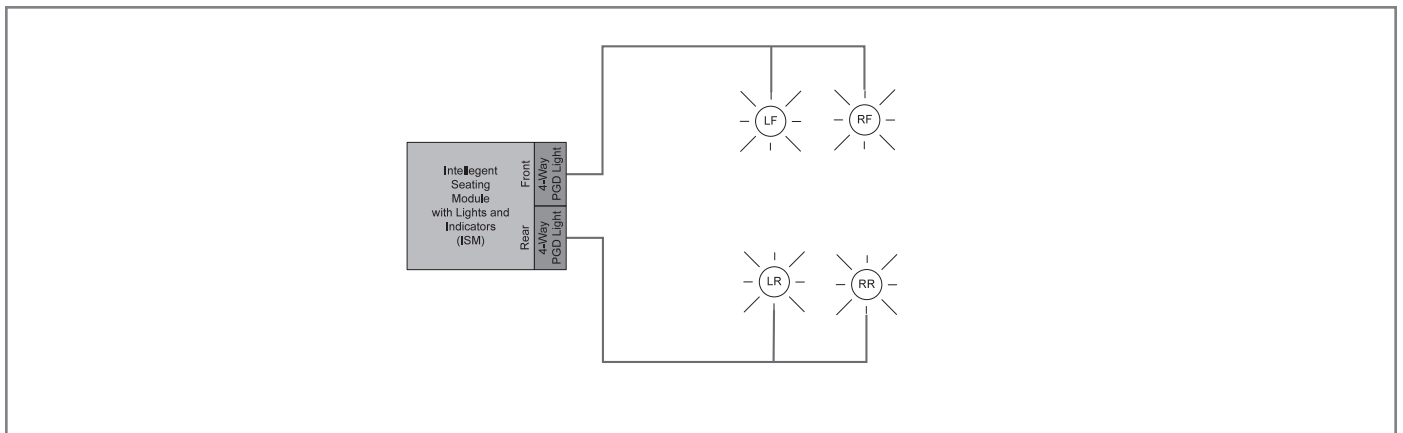 Intellegent
Seating
Module
with Lights and
Indicators
(ISM)
Front
4-Way
PGD Light
Rear
4-Way
PGD Light
LF
RF
LR
RR